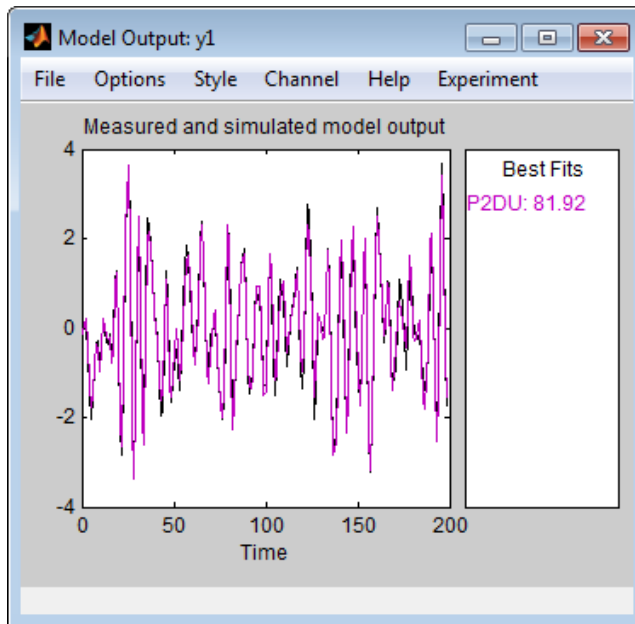 Model Output: y1
File Options Style Channel Help Experiment
Measured and simulated model output
4
2
0
-2
-4
0 50 100 150 200
Time
Best Fits
P2DU: 81.92